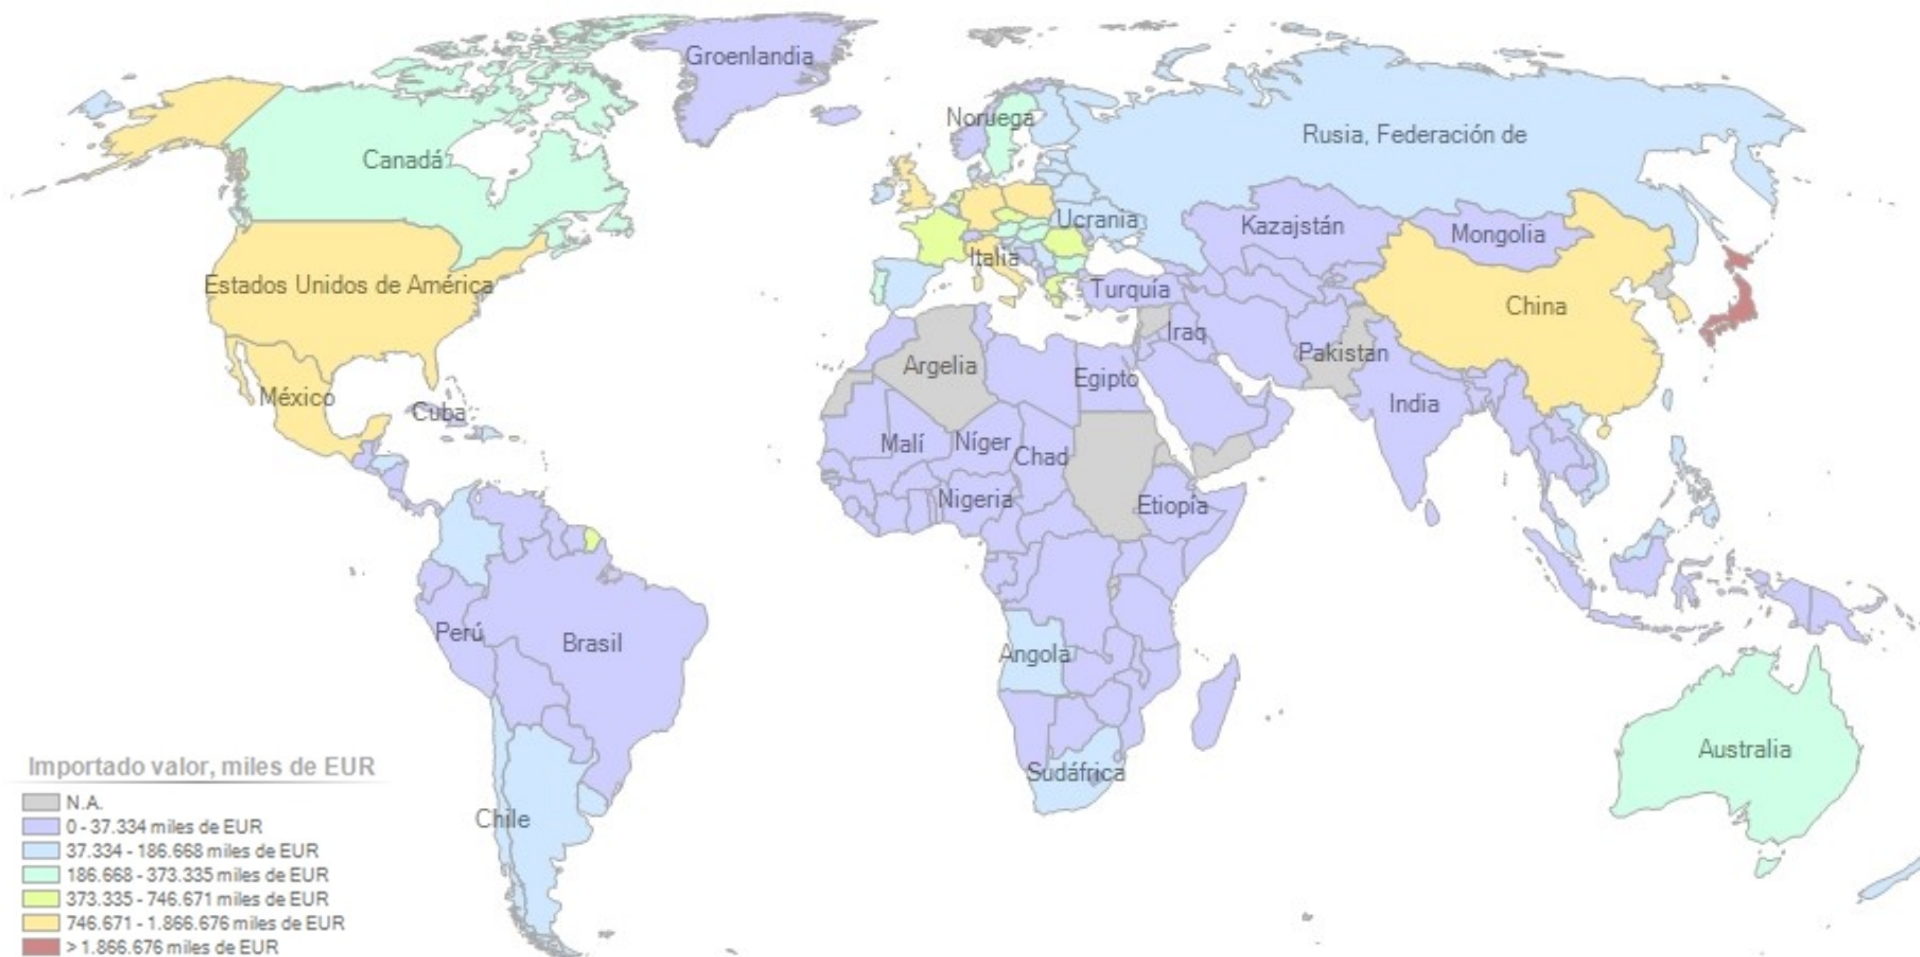 Groenlandia
Noruega
Rusia, Federación de
Canadá
Ucrania
Kazajstán
Mongolia
Italia
Estados Unidos de América
Turquía
China
Iraq
Pakistan
Argelia
Egipto
México
Cuba
India
Malí
Níger
Chad
Nigeria
Etiopía
Perú
Brasil
Angola
Australia
Sudáfrica
Chile
Importado valor, miles de EUR
N.A.
0 - 37.334 miles de EUR
37.334 - 186.668 miles de EUR
186.668 - 373.335 miles de EUR
373.335 - 746.671 miles de EUR
746.671 - 1.866.676 miles de EUR
> 1.866.676 miles de EUR